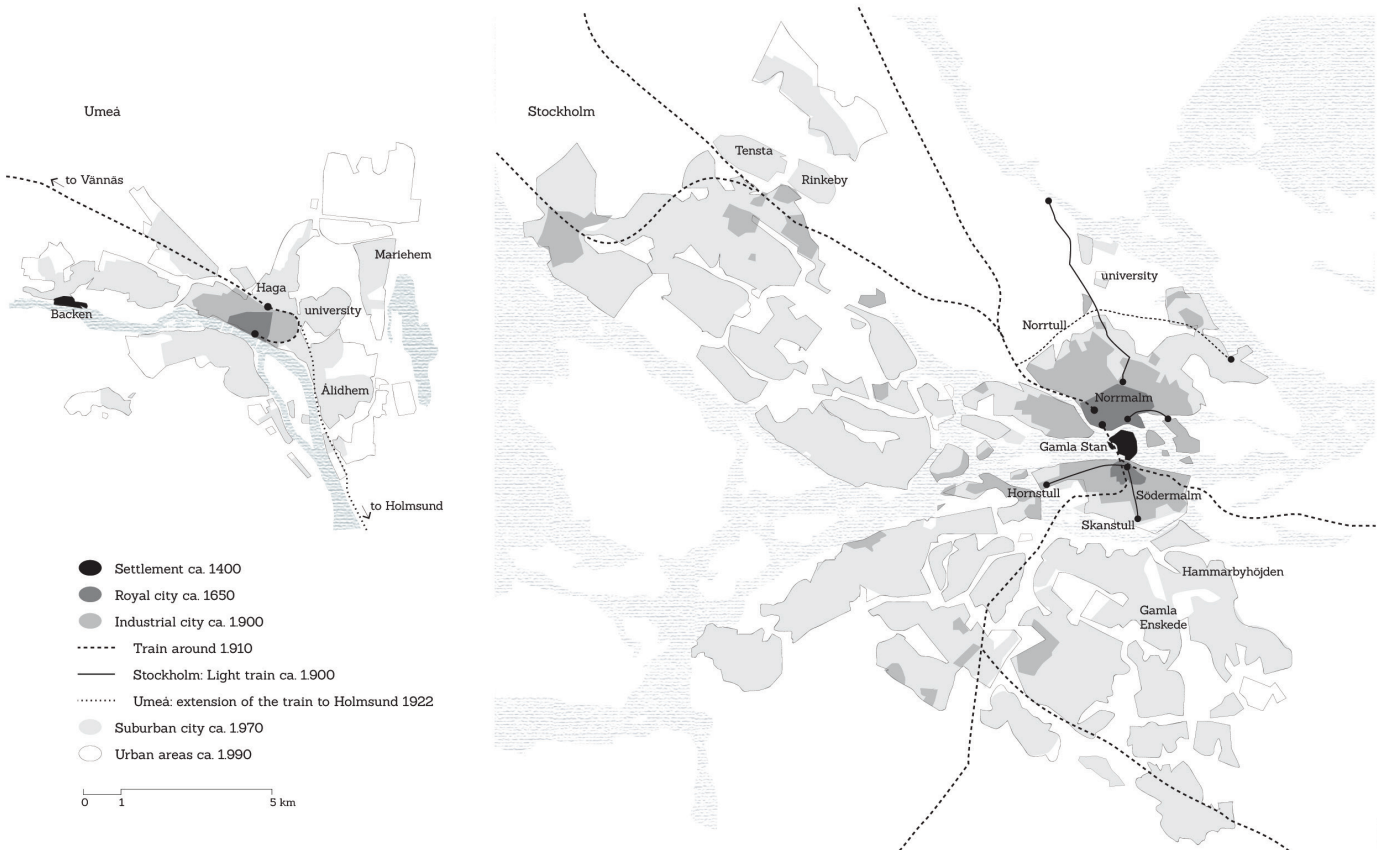 Umeå
to Vännäs
Mariehem
Haga
university
Backen
Ålidhem
to Holmsund
Settlement ca. 1400
Royal city ca. 1650
Industrial city ca. 1900
Train around 1910
Stockholm: Light train ca. 1900
Umeå: extension of the train to Holmsund 1922
Suburban city ca. 1970
Urban areas ca. 1990
0 1 5 km
Stockholm
Tensta
Rinkeby
university
Norrtull
Norrmalm
Gamla Stan
Hornstull
Södermalm
Skanstull
Hammarbyhöjden
Gamla
Enskede